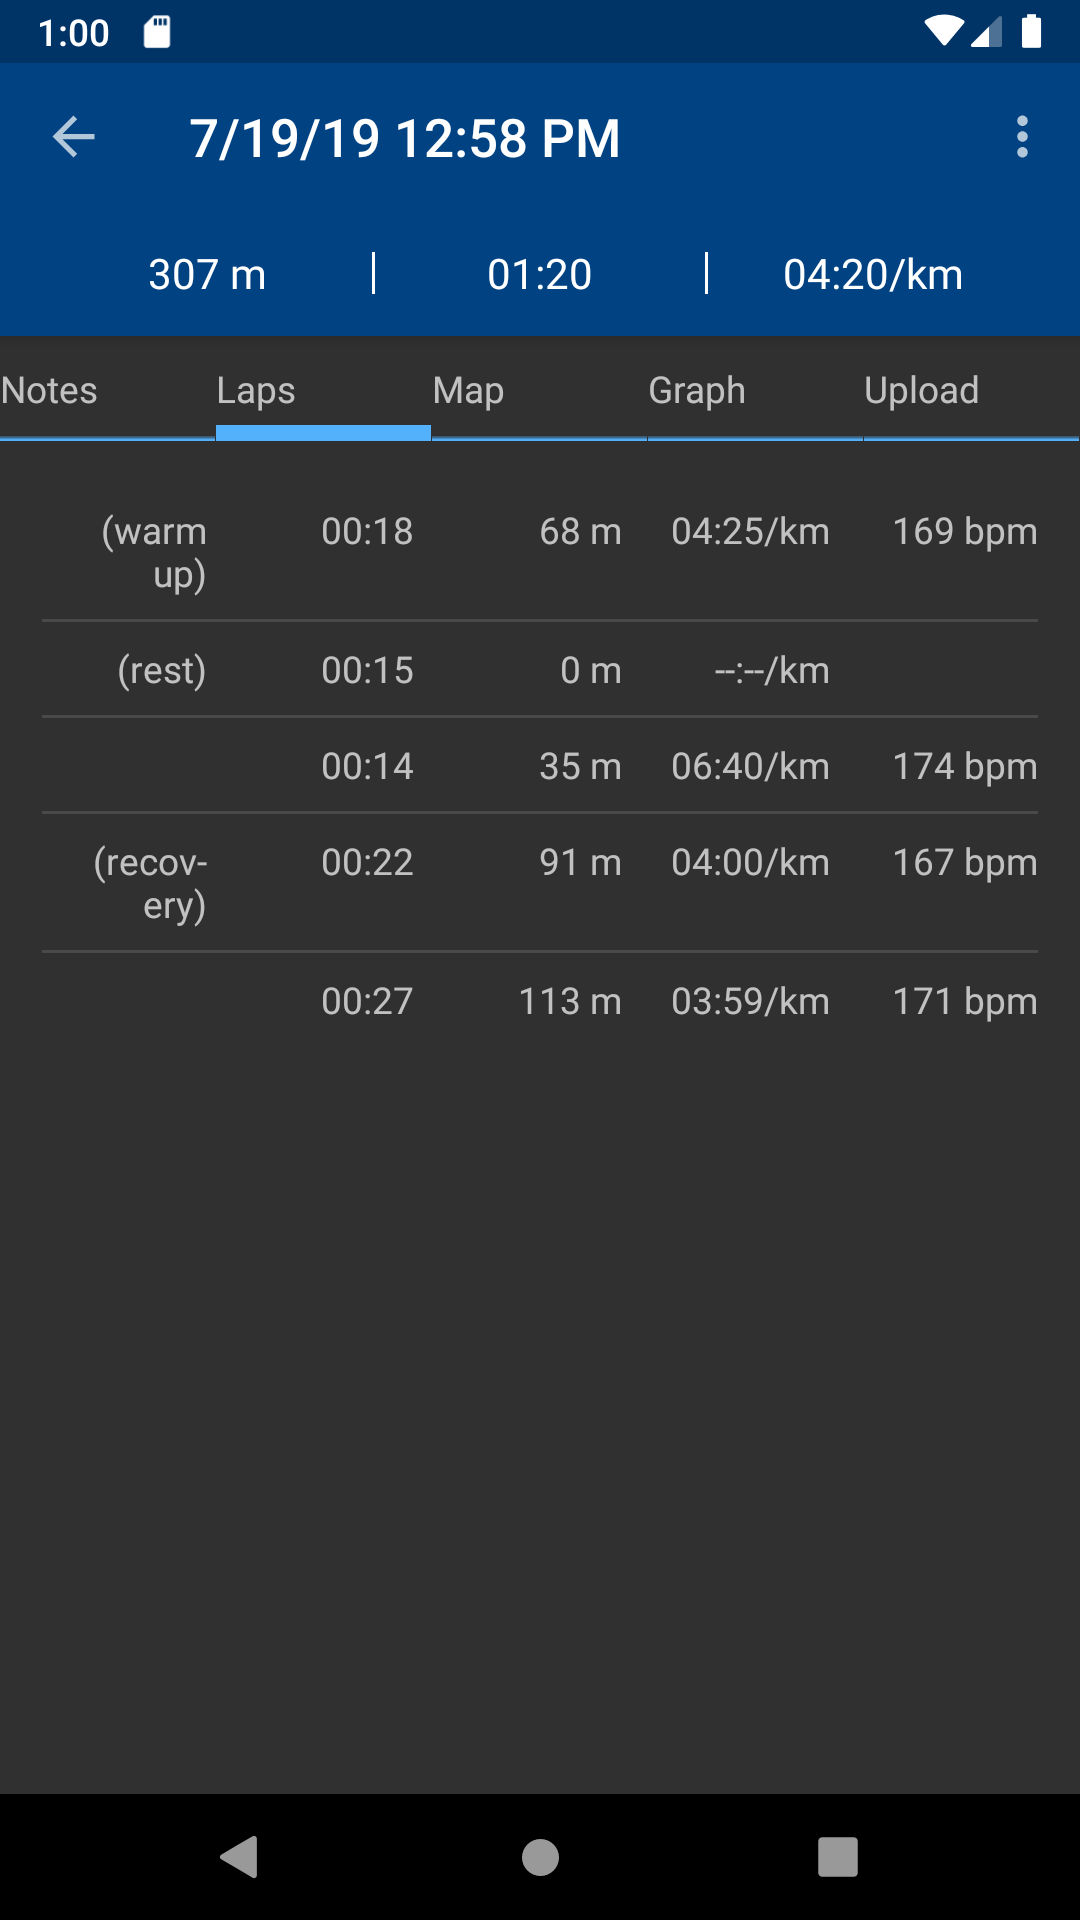 1:00
7/19/19 12:58 PM
307 m 01:20 04:20/km
Notes Laps Map Graph Upload
(warm 00:18 68 m 04:25/km 169 bpm
up)
(rest) 00:15 0 m --:--/km
00:14 35 m 06:40/km 174 bpm
(recov- 00:22 91 m 04:00/km 167 bpm
ery)
00:27 113 m 03:59/km 171 bpm